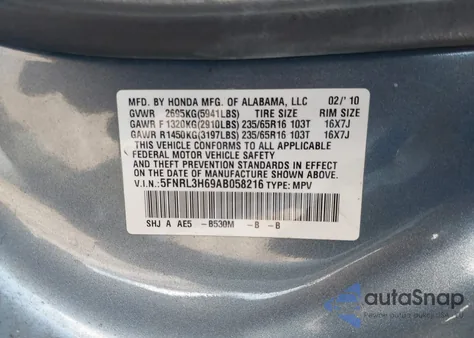 MFD. BY HONDA MFG. OF ALABAMA, LLC 02/' 10
GVWR 2695KG(5941LBS) TIRE SIZE RIM SIZE
GAWR F 1320KG(2910LBS) 235/65R16 103T 16X7J
GAWR R1450KG(3197LBS) 235/65R16 103T 16X7J
THIS VEHICLE CONFORMS TO ALL APPLICABLE
FEDERAL MOTOR VEHICLE SAFETY
AND THEFT PREVENTION STANDARDS IN EFFECT
ON THE DATE OF MANUFACTURE SHOWN ABOVE.
V.I.N.: 5FNRL3H69AB058216 TYPE: MPV
SHJ A AE5 -B530M -B -B
autoSnap